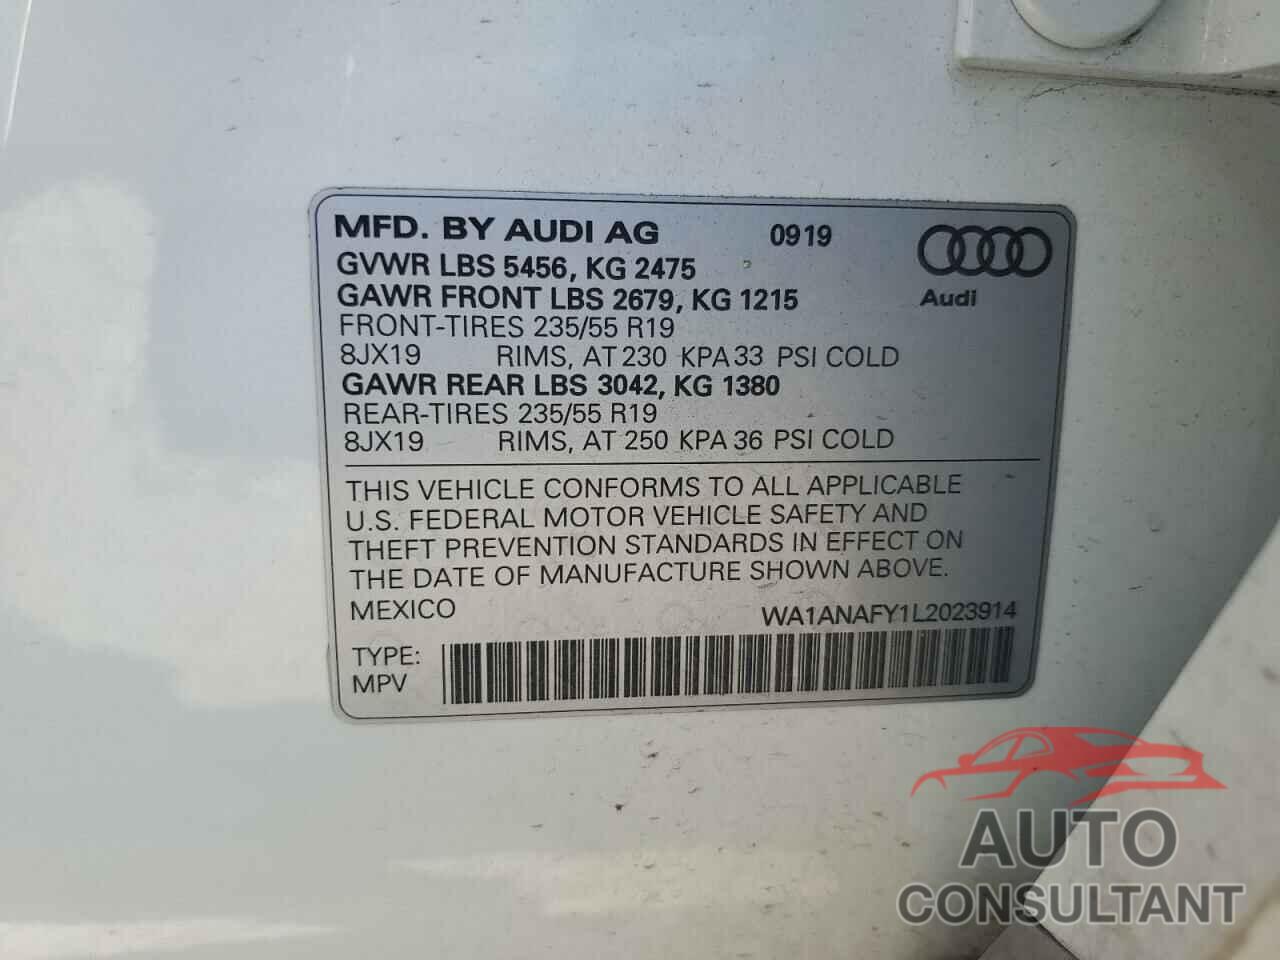 MFD. BY AUDI AG 0919
GVWR LBS 5456, KG 2475
GAWR FRONT LBS 2679, KG 1215
Audi
FRONT-TIRES 235/55 R19
8JX19 RIMS, AT 230 KPA 33 PSI COLD
GAWR REAR LBS 3042, KG 1380
REAR-TIRES 235/55 R19
8JX19 RIMS, AT 250 KPA 36 PSI COLD
THIS VEHICLE CONFORMS TO ALL APPLICABLE
U.S. FEDERAL MOTOR VEHICLE SAFETY AND
THEFT PREVENTION STANDARDS IN EFFECT ON
THE DATE OF MANUFACTURE SHOWN ABOVE.
MEXICO WA1ANAFY1L2023914
TYPE:
MPV
AUTO
CONSULTANT